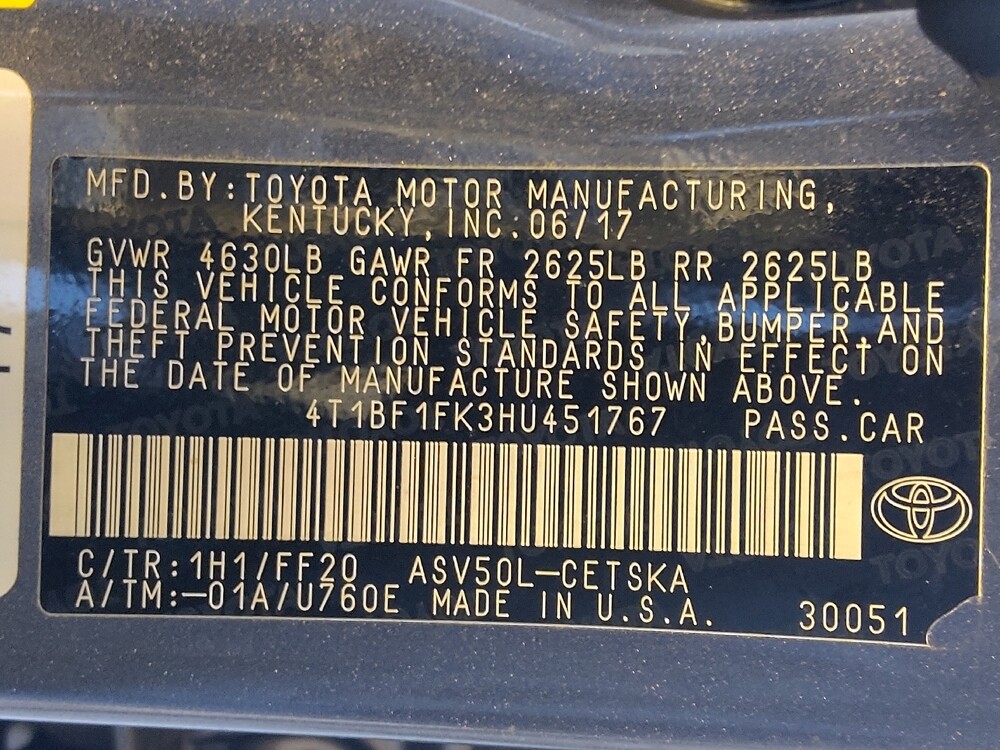 MFD.BY:TOYOTA MOTOR MANUFACTURING,
KENTUCKY, INC.06/17
GVWR 4630LB GAWR FR 2625LB RR 2625LB
THIS VEHICLE CONFORMS TO ALL APPLICABLE
FEDERAL MOTOR VEHICLE SAFETY,BUMPER,AND
THEFT PREVENTION STANDARDS IN EFFECT ON
THE DATE OF MANUFACTURE SHOWN ABOVE.
4T1BF1FK3HU451767 PASS.CAR
C/TR:1H1/FF20 ASV50L-CETSKA
A/TM:-01A/U760E MADE IN U.S.A. 30051